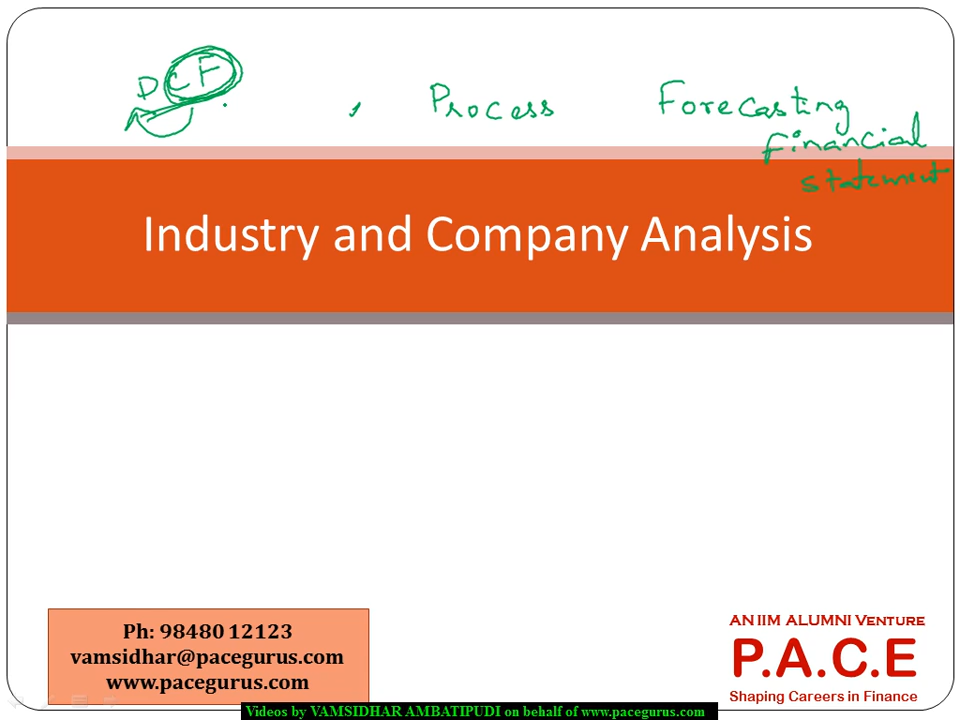 DCF , Process Forecasting
Financial
statement
Industry and Company Analysis
Ph: 98480 12123
vamsidhar@pacegurus.com
www.pacegurus.com
AN IIM ALUMNI VENTURE
P.A.C.E
Shaping Careers in Finance
Videos by VAMSIDHAR AMBATIPUDI on behalf of www.pacegurus.com